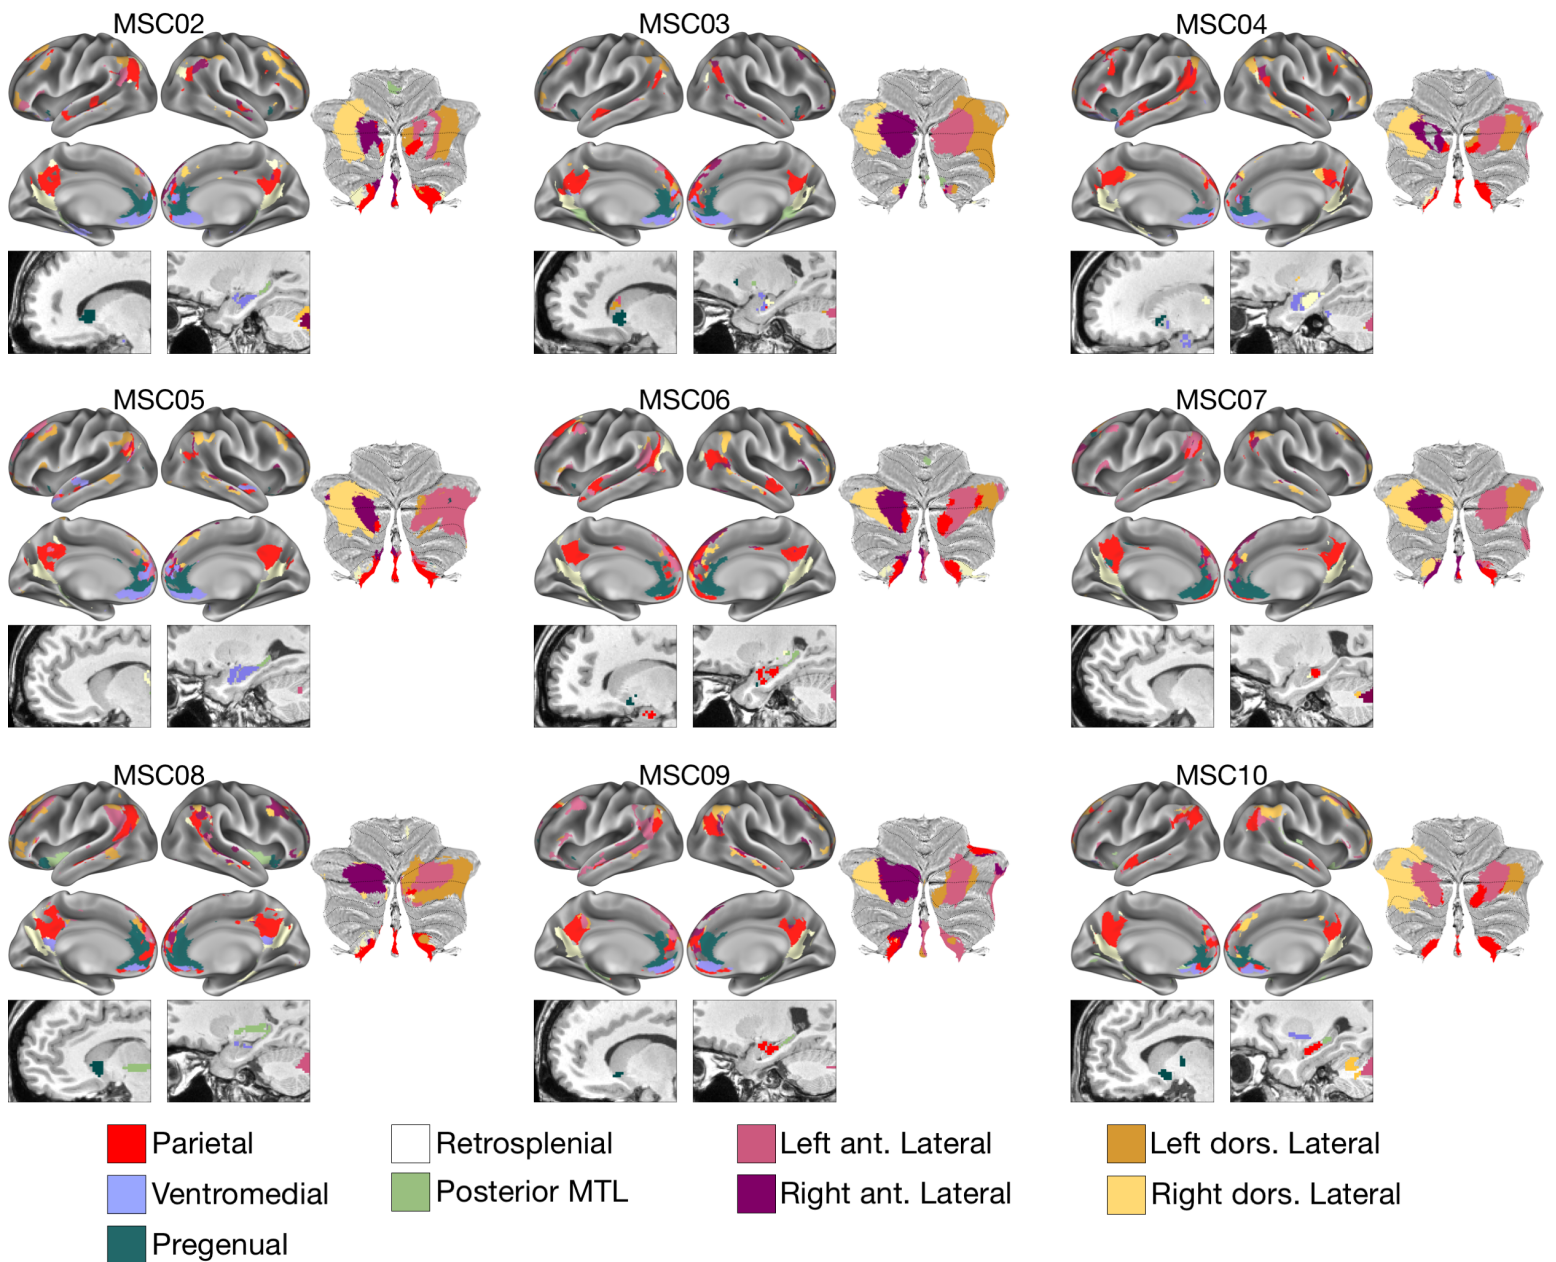 MSC02
MSC03
MSC04
MSC05
MSC06
MSC07
MSC08
MSC09
MSC10
Parietal
Retrosplenial
Left ant. Lateral
Left dors. Lateral
Ventromedial
Posterior MTL
Right ant. Lateral
Right dors. Lateral
Pregenual